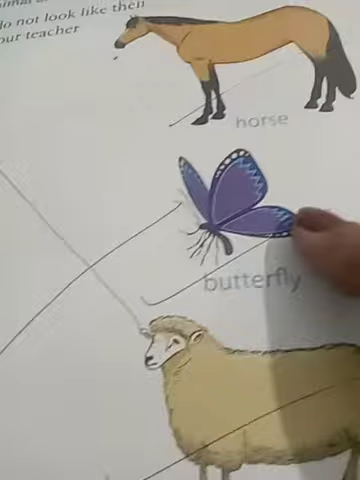 do not look like their
our teacher
horse
butterfly